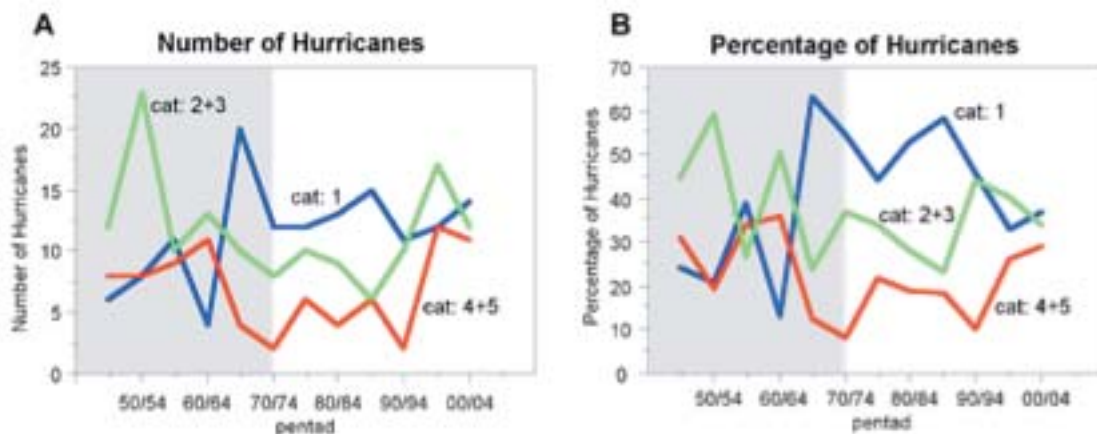 A
Number of Hurricanes
Number of Hurricanes
25
20
15
10
5
0
cat: 2+3
cat: 1
cat: 4+5
50/54 60/64 70/74 80/84 90/94 00/04
pentad
B
Percentage of Hurricanes
Percentage of Hurricanes
70
60
50
40
30
20
10
0
cat: 1
cat: 2+3
cat: 4+5
50/54 60/64 70/74 80/84 90/94 00/04
pentad